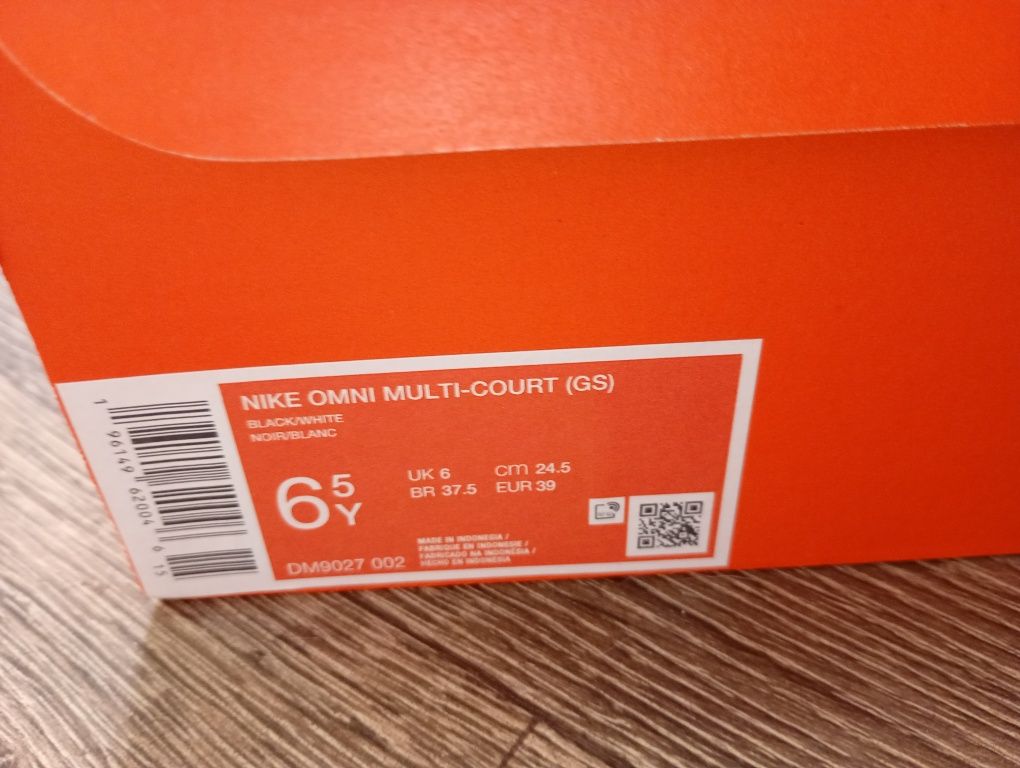 NIKE OMNI MULTI-COURT (GS)
BLACK/WHITE
NOIR/BLANC
6 5 Y
UK 6 cm 24.5
BR 37.5 EUR 39
DM9027 002
MADE IN INDONESIA /
FABRIQUE EN INDONESIE /
FABRICADO NA INDONÉSIA /
HECHO EN INDONESIA
1 96149 62004 6 15